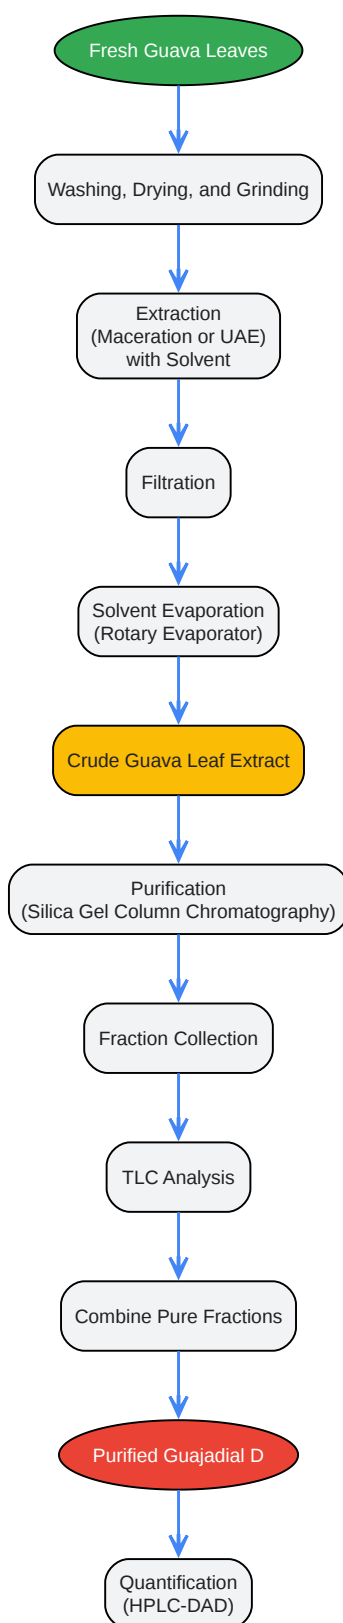 Fresh Guava Leaves
Washing, Drying, and Grinding
Extraction
(Maceration or UAE)
with Solvent
Filtration
Solvent Evaporation
(Rotary Evaporator)
Crude Guava Leaf Extract
Purification
(Silica Gel Column Chromatography)
Fraction Collection
TLC Analysis
Combine Pure Fractions
Purified Guajadial D
Quantification
(HPLC-DAD)